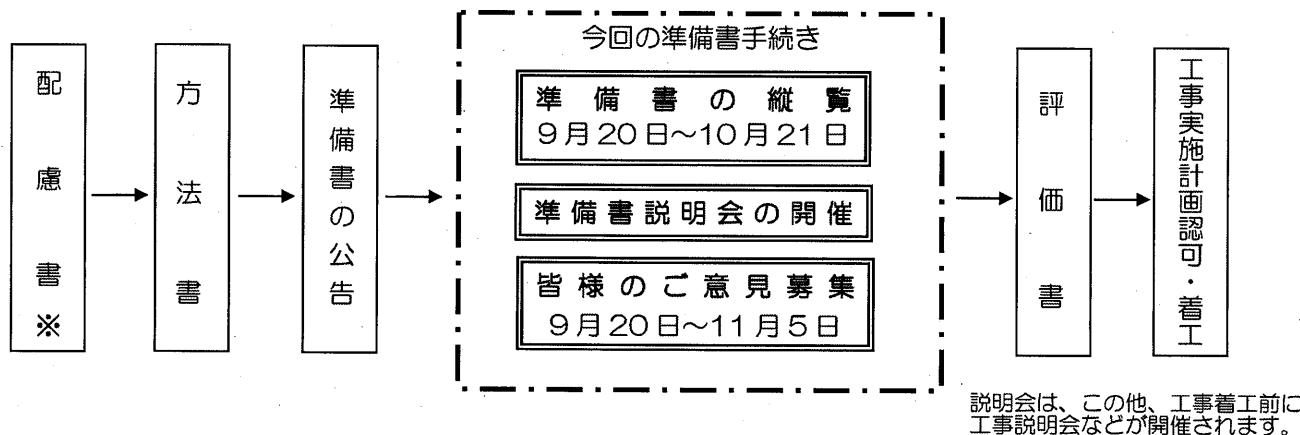 配慮書※
方法書
準備書の公告
今回の準備書手続き
準備書の縦覧
9月20日~10月21日
準備書説明会の開催
皆様のご意見募集
9月20日~11月5日
評価書
工事実施計画認可・着工
説明会は、この他、工事着工前に
工事説明会などが開催されます。